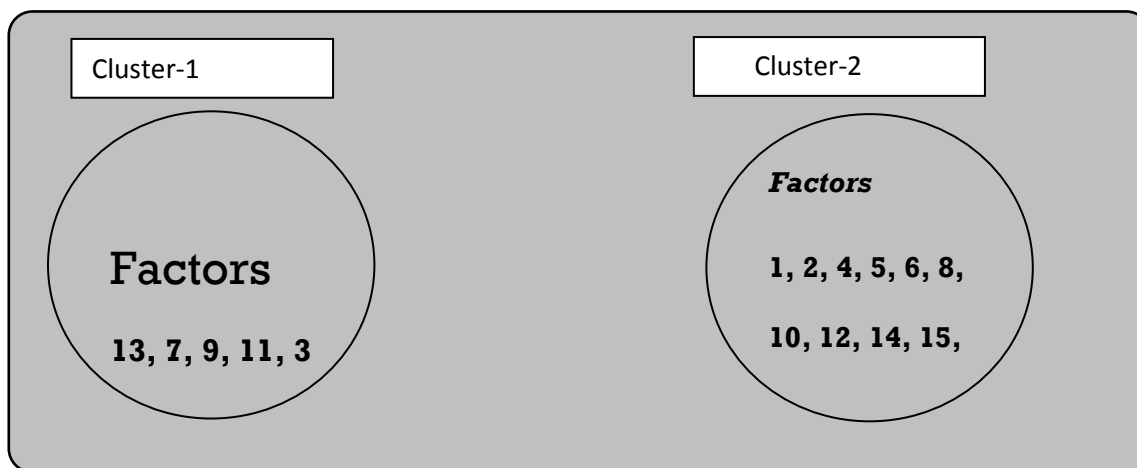 Cluster-1
Factors
13, 7, 9, 11, 3
Cluster-2
Factors
1, 2, 4, 5, 6, 8,
10, 12, 14, 15,